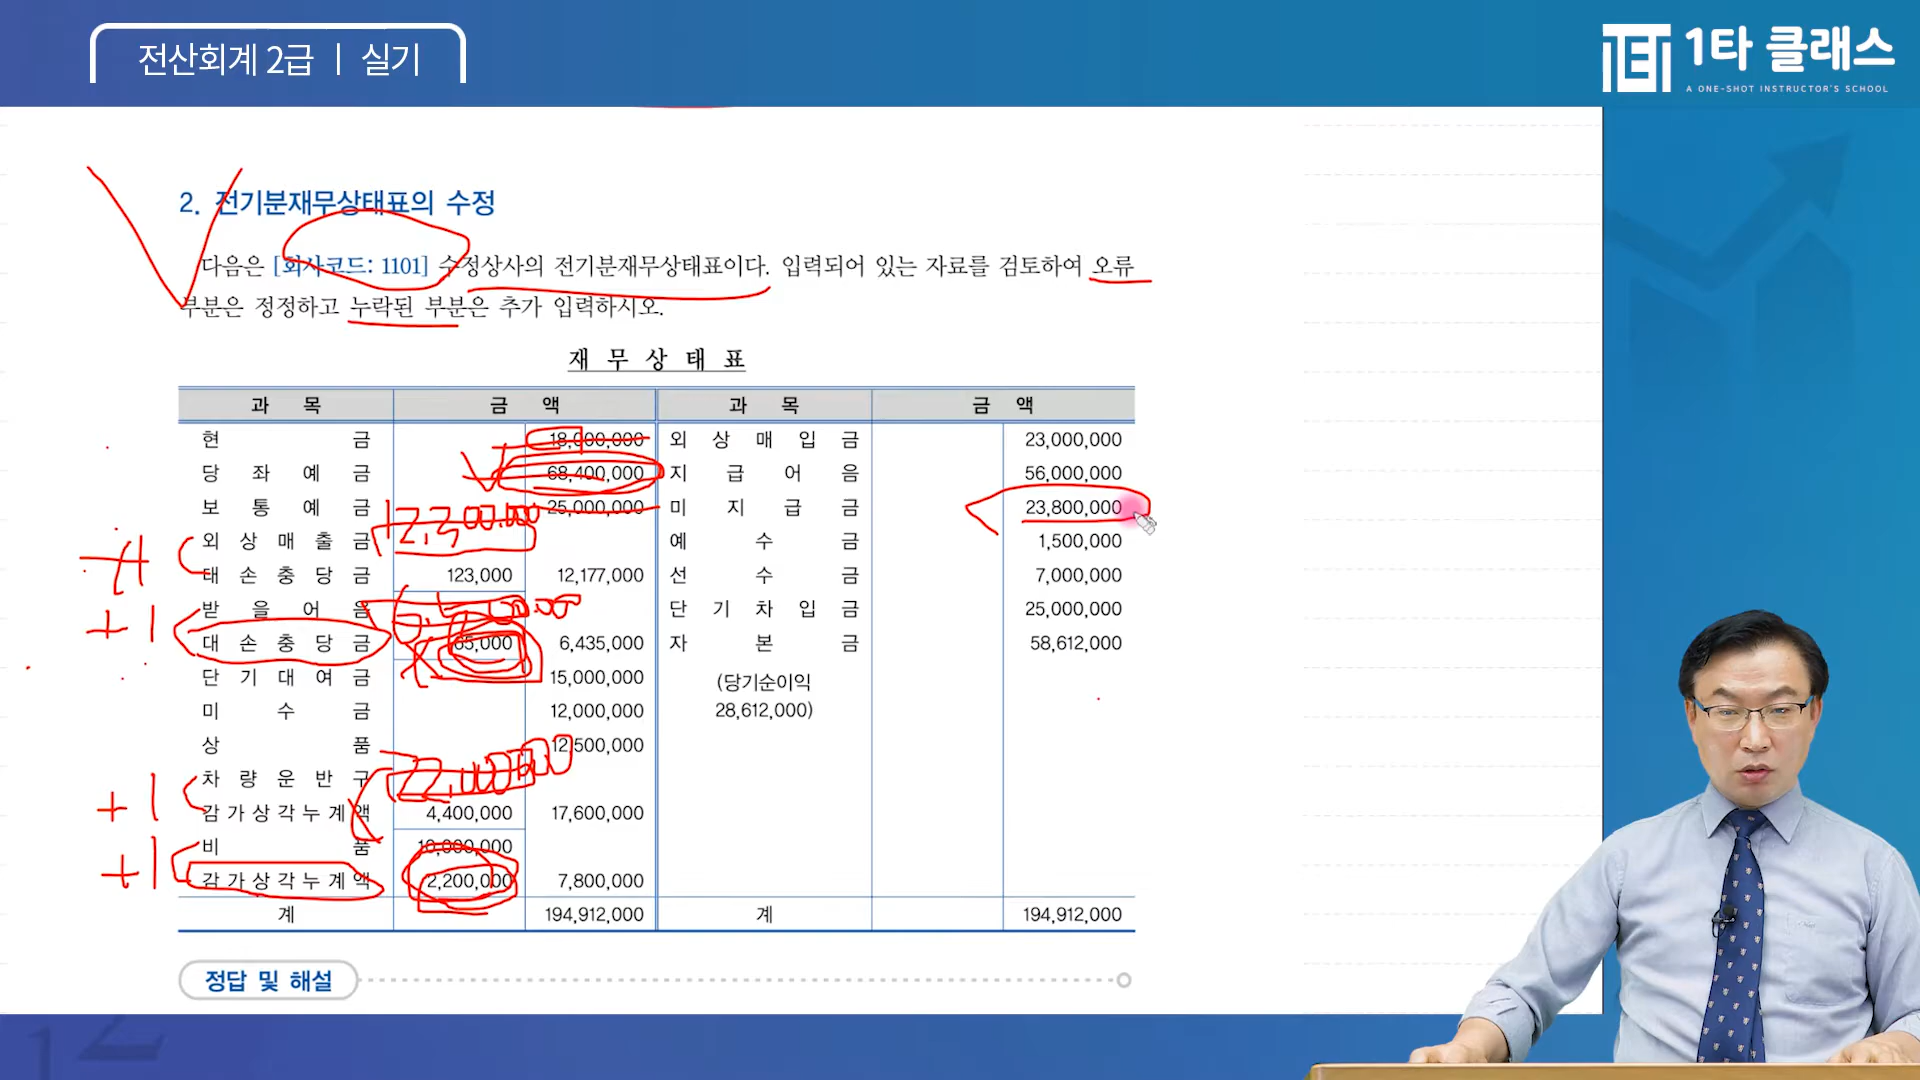 전산회계 2급 | 실기
1타 클래스
A ONE-SHOT INSTRUCTOR'S SCHOOL
2. 전기분재무상태표의 수정
다음은 [회사코드: 1101] 수정상사의 전기분재무상태표이다. 입력되어 있는 자료를 검토하여 오류
부분은 정정하고 누락된 부분은 추가 입력하시오.
재 무 상 태 표
과 목 금 액 과 목 금 액
현 금 18,000,000 외 상 매 입 금 23,000,000
당 좌 예 금 68,400,000 지 급 어 음 56,000,000
보 통 예 금 25,000,000 미 지 급 금 23,800,000
외 상 매 출 금 12,300,000 예 수 금 1,500,000
대 손 충 당 금 123,000 12,177,000 선 수 금 7,000,000
받 을 어 음 단 기 차 입 금 25,000,000
대 손 충 당 금 65,000 6,435,000 자 본 금 58,612,000
단 기 대 여 금 15,000,000 (당기순이익
미 수 금 12,000,000 28,612,000)
상 품 12,500,000
차 량 운 반 구 22,000,000
감 가 상 각 누 계 액 4,400,000 17,600,000
비 품 10,000,000
감 가 상 각 누 계 액 2,200,000 7,800,000
계 194,912,000 계 194,912,000
+1
+1
+1
정답 및 해설
12